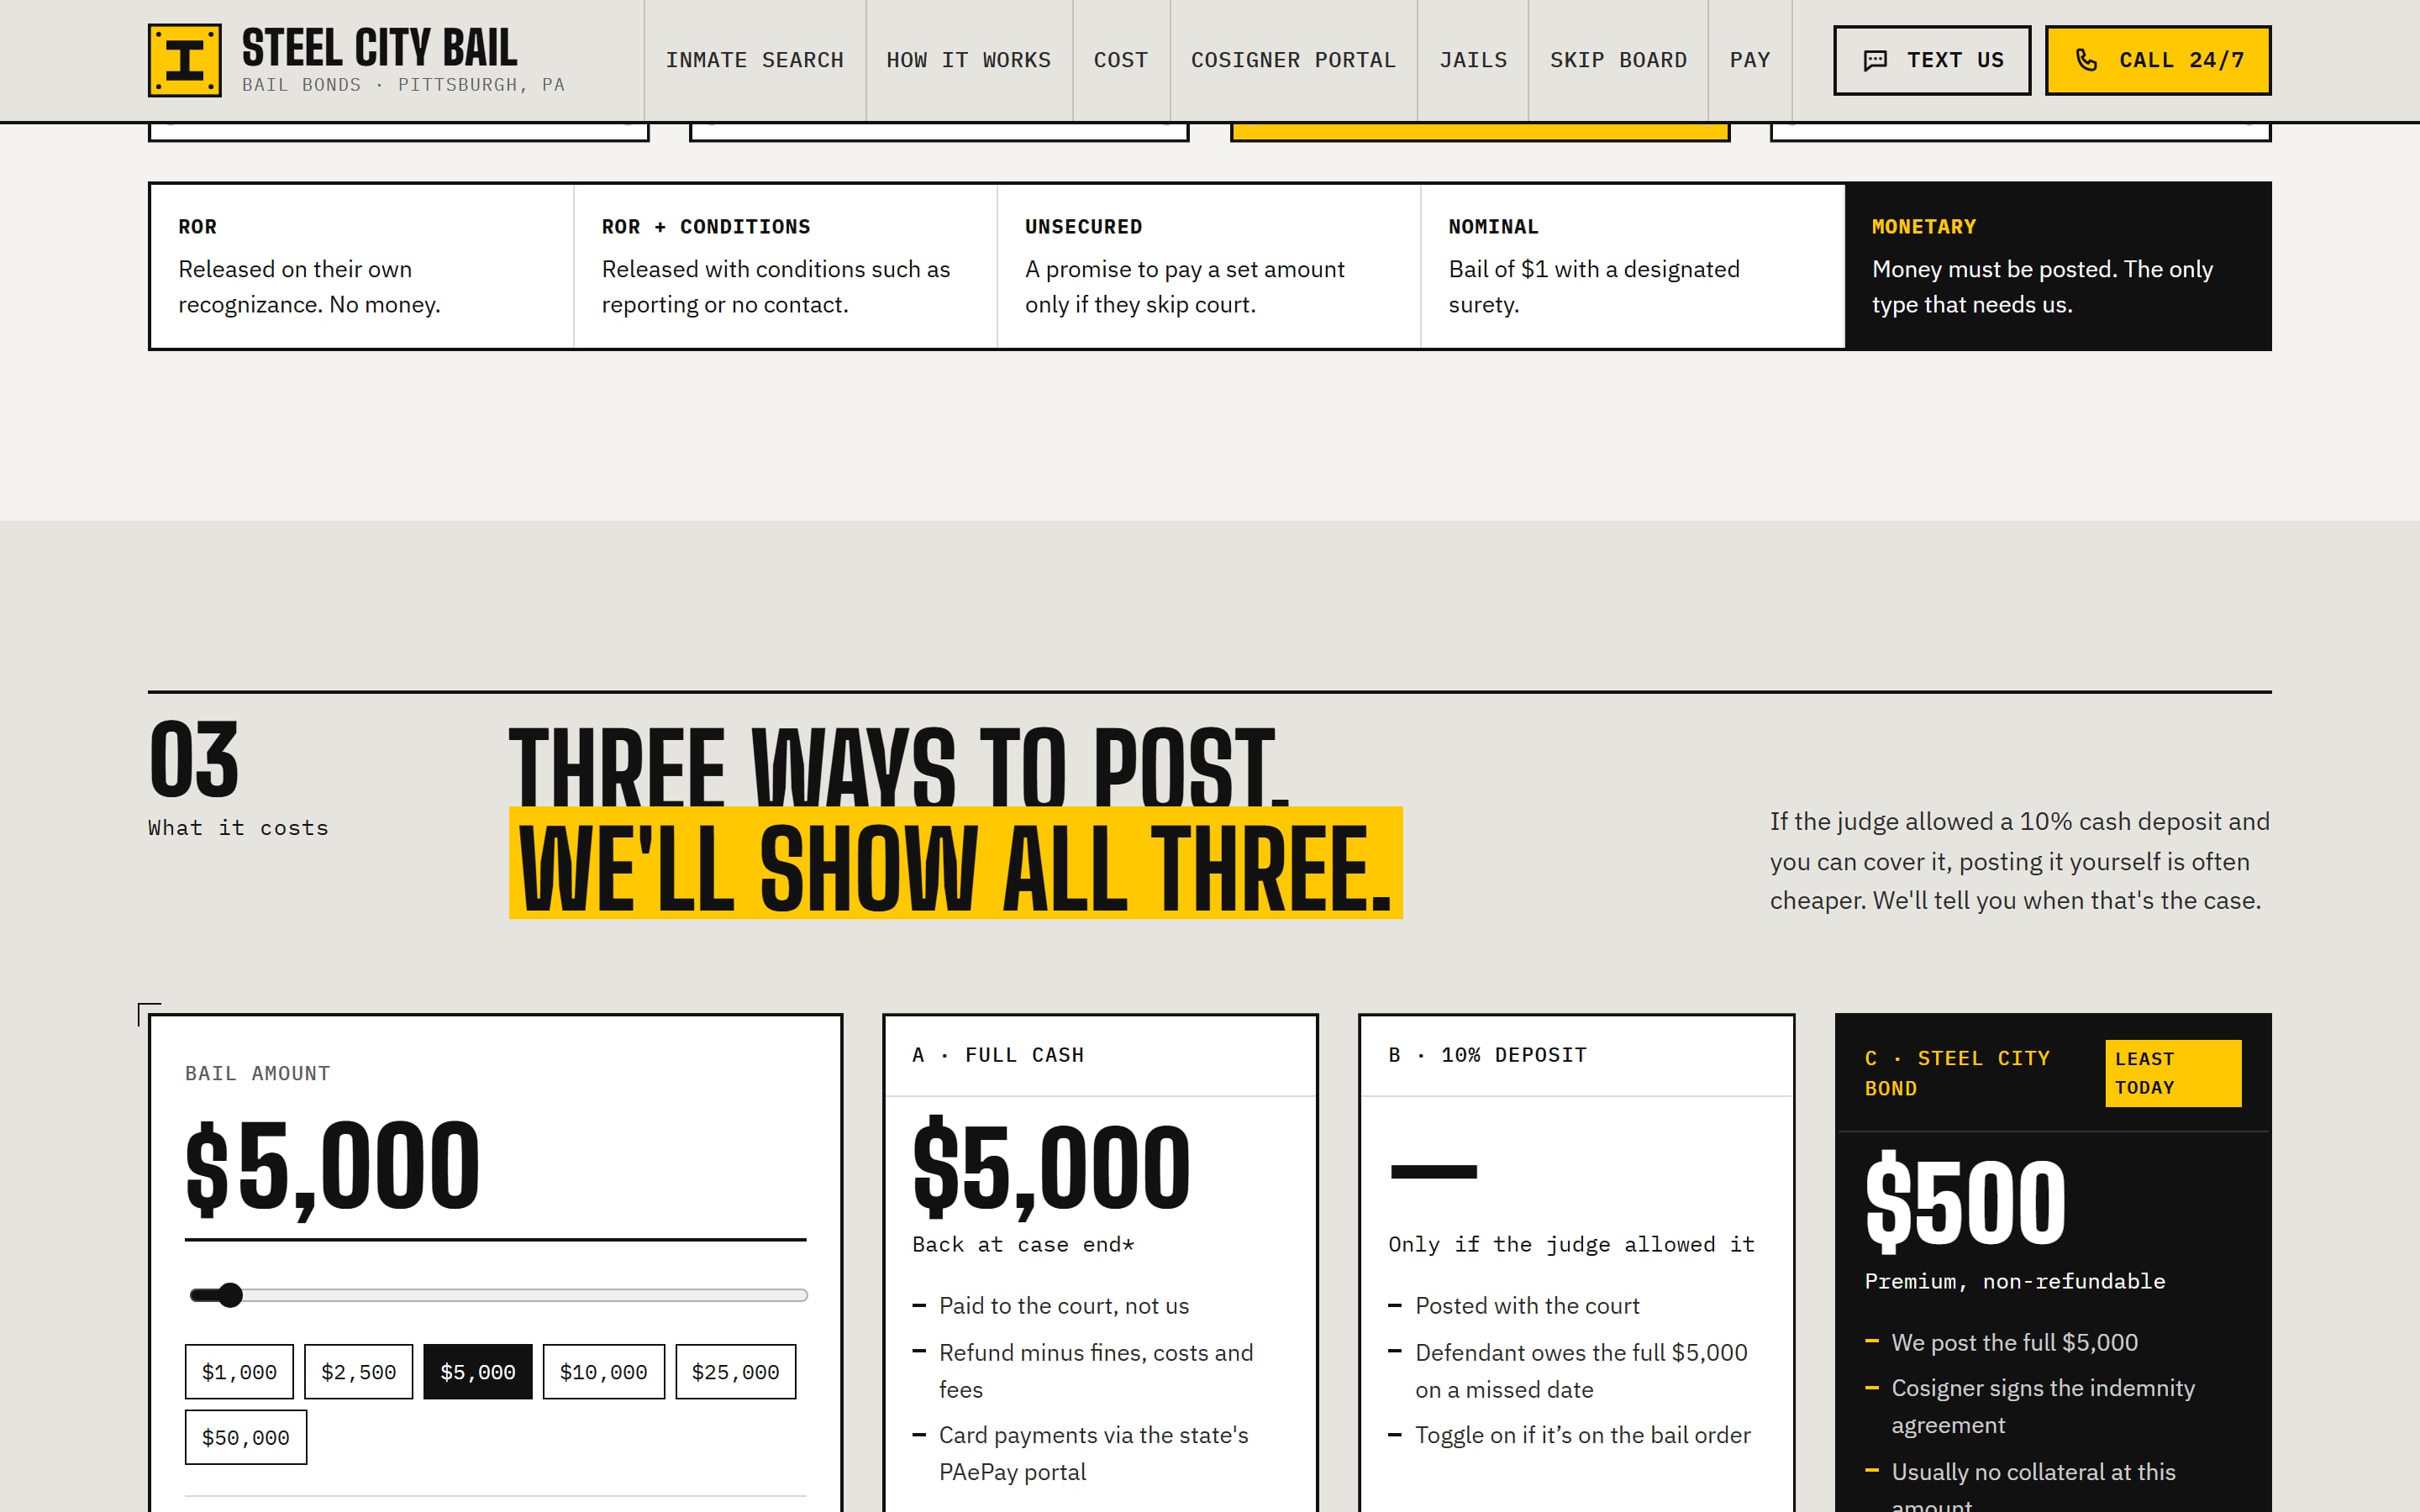 STEEL CITY BAIL
BAIL BONDS · PITTSBURGH, PA
INMATE SEARCH
HOW IT WORKS
COST
COSIGNER PORTAL
JAILS
SKIP BOARD
PAY
TEXT US
CALL 24/7
ROR
Released on their own
recognizance. No money.
ROR + CONDITIONS
Released with conditions such as
reporting or no contact.
UNSECURED
A promise to pay a set amount
only if they skip court.
NOMINAL
Bail of $1 with a designated
surety.
MONETARY
Money must be posted. The only
type that needs us.
03
What it costs
THREE WAYS TO POST.
WE'LL SHOW ALL THREE.
If the judge allowed a 10% cash deposit and
you can cover it, posting it yourself is often
cheaper. We'll tell you when that's the case.
BAIL AMOUNT
$5,000
$1,000
$2,500
$5,000
$10,000
$25,000
$50,000
A · FULL CASH
$5,000
Back at case end*
Paid to the court, not us
Refund minus fines, costs and
fees
Card payments via the state's
PAePay portal
B · 10% DEPOSIT
—
Only if the judge allowed it
Posted with the court
Defendant owes the full $5,000
on a missed date
Toggle on if it’s on the bail order
C · STEEL CITY
BOND
LEAST
TODAY
$500
Premium, non-refundable
We post the full $5,000
Cosigner signs the indemnity
agreement
Usually no collateral at this
amount